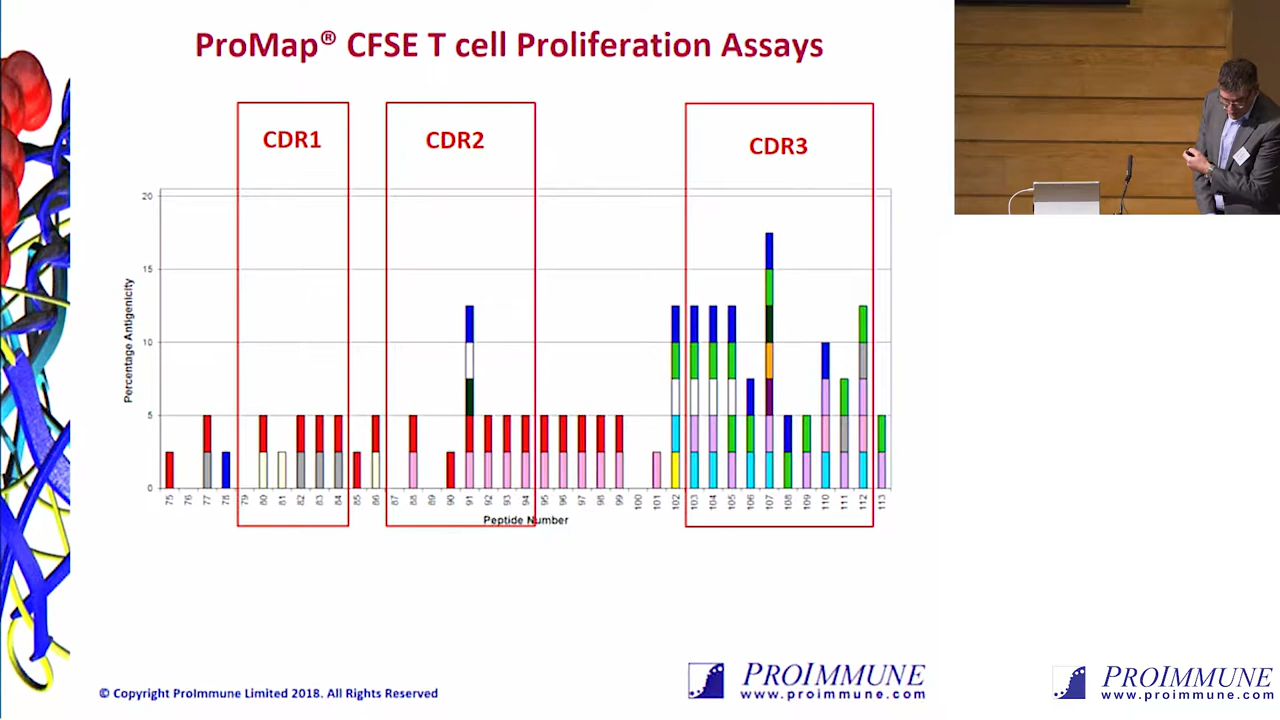 ProMap® CFSE T cell Proliferation Assays
CDR1
CDR2
CDR3
20
15
10
5
0
Percentage Antigenicity
75 76 77 78 79 80 81 82 83 84 85 86 87 88 89 90 91 92 93 94 95 96 97 98 99 100 101 102 103 104 105 106 107 108 109 110 111 112 113
Peptide Number
© Copyright ProImmune Limited 2018. All Rights Reserved
PROIMMUNE
www.proimmune.com
PROIMMUNE
www.proimmune.com